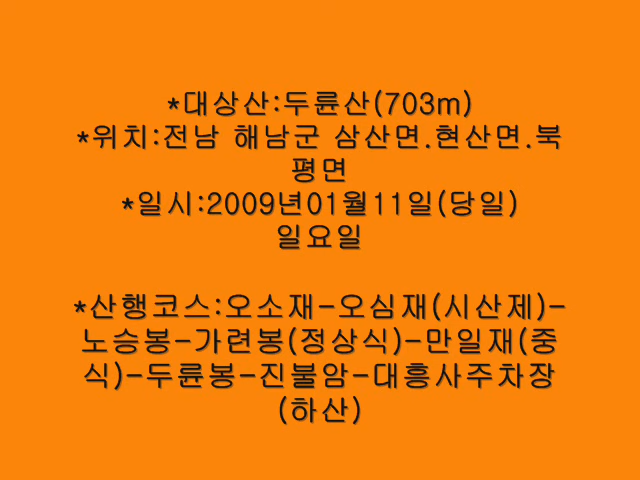 *대상산:두륜산(703m)
*위치:전남 해남군 삼산면.현산면.북
평면
*일시:2009년01월11일(당일)
일요일
*산행코스:오소재-오심재(시산제)-
노승봉-가련봉(정상식)-만일재(중
식)-두륜봉-진불암-대흥사주차장
(하산)